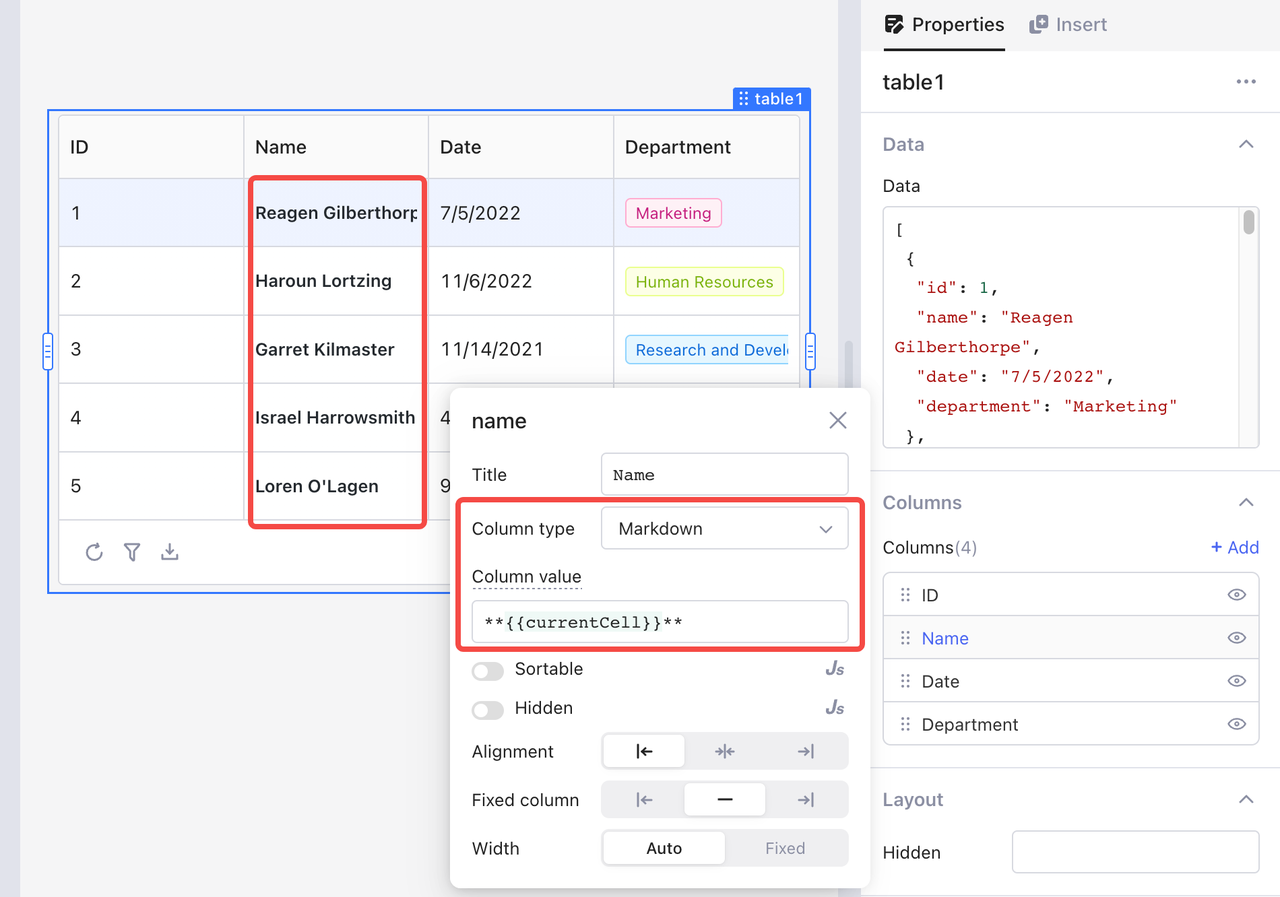 Properties
Insert
table1
table1
ID
Name
Date
Department
1
Reagen Gilberthorp
7/5/2022
Marketing
2
Haroun Lortzing
11/6/2022
Human Resources
3
Garret Kilmaster
11/14/2021
Research and Devel
4
Israel Harrowsmith
4
5
Loren O'Lagen
9
name
Title
Name
Column type
Markdown
Column value
**{{currentCell}}**
Sortable
Js
Hidden
Js
Alignment
Fixed column
Width
Auto
Fixed
Data
Data
[
{
"id": 1,
"name": "Reagen
Gilberthorpe",
"date": "7/5/2022",
"department": "Marketing"
},
Columns
Columns(4)
+ Add
ID
Name
Date
Department
Layout
Hidden